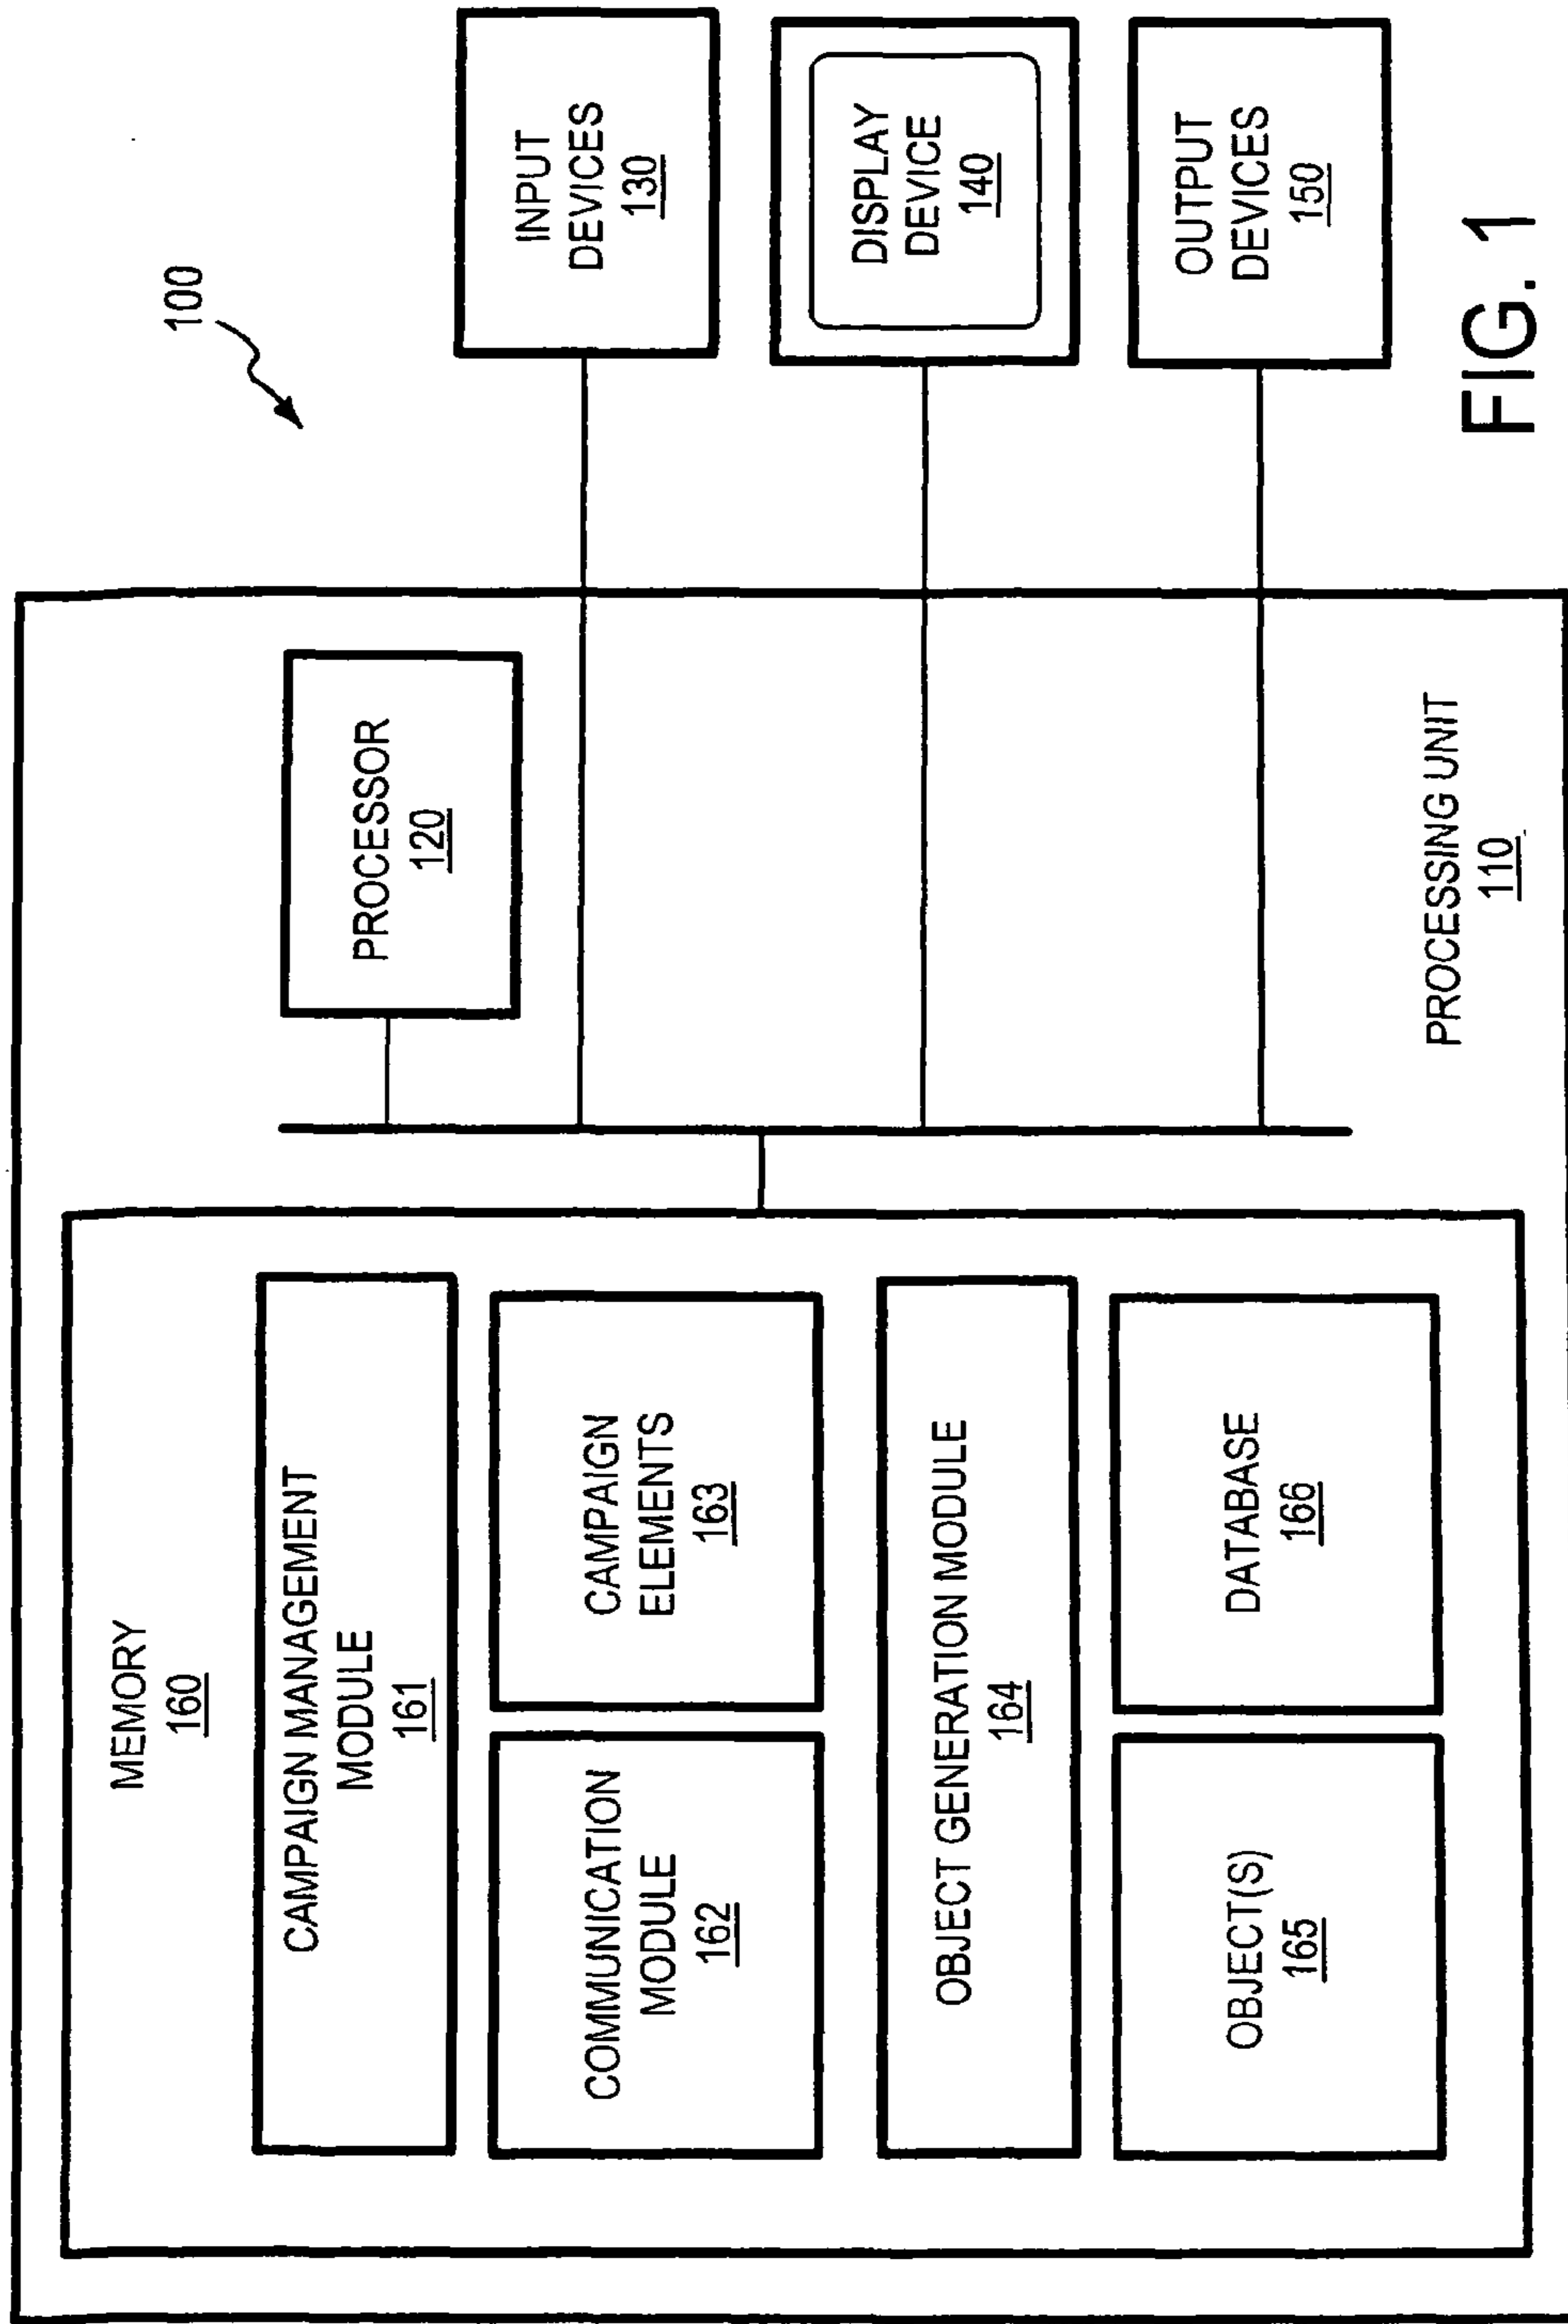 100
MEMORY
160
CAMPAIGN MANAGEMENT
MODULE
161
COMMUNICATION
MODULE
162
CAMPAIGN
ELEMENTS
163
OBJECT GENERATION MODULE
164
OBJECT(S)
165
DATABASE
166
PROCESSOR
120
PROCESSING UNIT
110
INPUT
DEVICES
130
DISPLAY
DEVICE
140
OUTPUT
DEVICES
150
FIG. 1